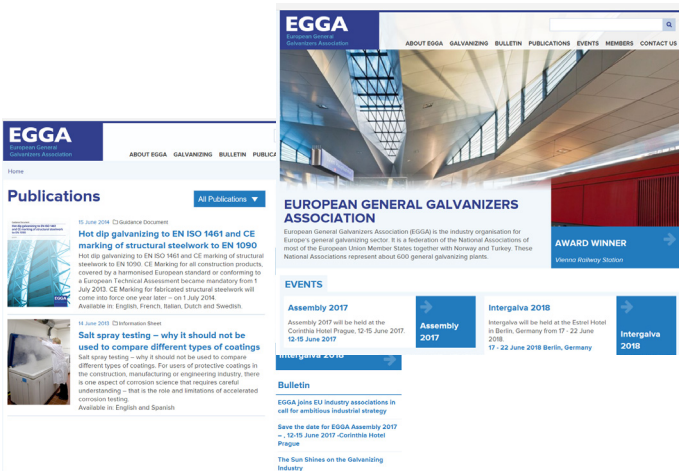 EGGA
European General
Galvanizers Association
ABOUT EGGA GALVANIZING BULLETIN PUBLICATIONS EVENTS MEMBERS CONTACT US
EUROPEAN GENERAL GALVANIZERS
ASSOCIATION
European General Galvanizers Association (EGGA) is the industry organisation for
Europe's general galvanizing sector. It is a federation of the National Associations of
most of the European Union Member States together with Norway and Turkey. These
National Associations represent about 600 general galvanizing plants.
AWARD WINNER
Vienna Railway Station
EVENTS
Assembly 2017
Assembly 2017 will be held at the
Corinthia Hotel Prague, 12-15 June 2017.
12-15 June 2017
Assembly
2017
Intergalva 2018
Intergalva will be held at the Estrel Hotel
in Berlin, Germany from 17 - 22 June
2018.
17 - 22 June 2018 Berlin, Germany
Intergalva
2018
Intergalva 2018
Bulletin
EGGA joins EU industry associations in
call for ambitious industrial strategy
Save the date for EGGA Assembly 2017
– , 12-15 June 2017 -Corinthia Hotel
Prague
The Sun Shines on the Galvanizing
Industry
EGGA
European General
Galvanizers Association
ABOUT EGGA GALVANIZING BULLETIN PUBLICA
Home
Publications
All Publications
15 June 2014 Guidance Document
Hot dip galvanizing to EN ISO 1461 and CE
marking of structural steelwork to EN 1090
Hot dip galvanizing to EN ISO 1461 and CE marking of structural
steelwork to EN 1090. CE Marking for all construction products,
covered by a harmonised European standard or conforming to
a European Technical Assessment became mandatory from 1
July 2013. CE Marking for fabricated structural steelwork will
come into force one year later – on 1 July 2014.
Available in: English, French, Italian, Dutch and Swedish.
Hot dip galvanizing to EN ISO 1461
EGGA
14 June 2013 Information Sheet
Salt spray testing – why it should not be
used to compare different types of coatings
Salt spray testing – why it should not be used to compare
different types of coatings. For users of protective coatings in
the construction, manufacturing or engineering industry, there
is one aspect of corrosion science that requires careful
understanding – that is the role and limitations of accelerated
corrosion testing.
Available in: English and Spanish